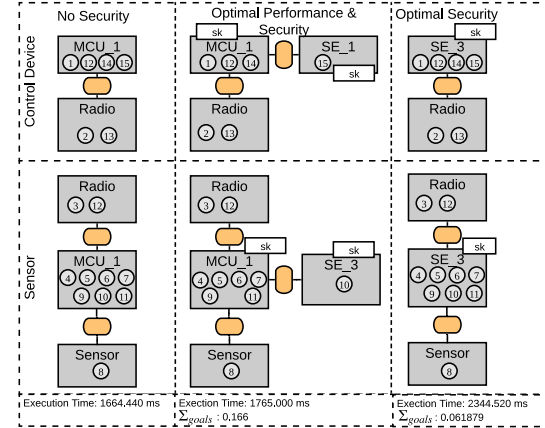 No Security
Optimal Performance &
Security
Optimal Security
Control Device
MCU_1
1 12 14 15
Radio
2 13
sk
MCU_1
1 12 14
SE_1
15
sk
Radio
2 13
sk
SE_3
1 12 14 15
Radio
2 13
Sensor
Radio
3 12
MCU_1
4 5 6 7
9 10 11
Sensor
8
Radio
3 12
sk
MCU_1
4 5 6 7
9 11
sk
SE_3
10
Sensor
8
Radio
3 12
sk
SE_3
4 5 6 7
9 10 11
Sensor
8
Execution Time: 1664.440 ms
Exection Time: 1765.000 ms
Σgoals : 0.166
Exection Time: 2344.520 ms
Σgoals : 0.061879